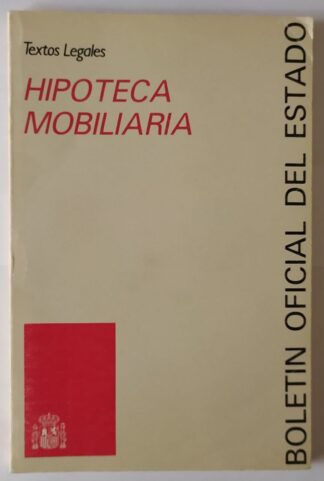 Textos Legales
HIPOTECA
MOBILIARIA
BOLETIN OFICIAL DEL ESTADO